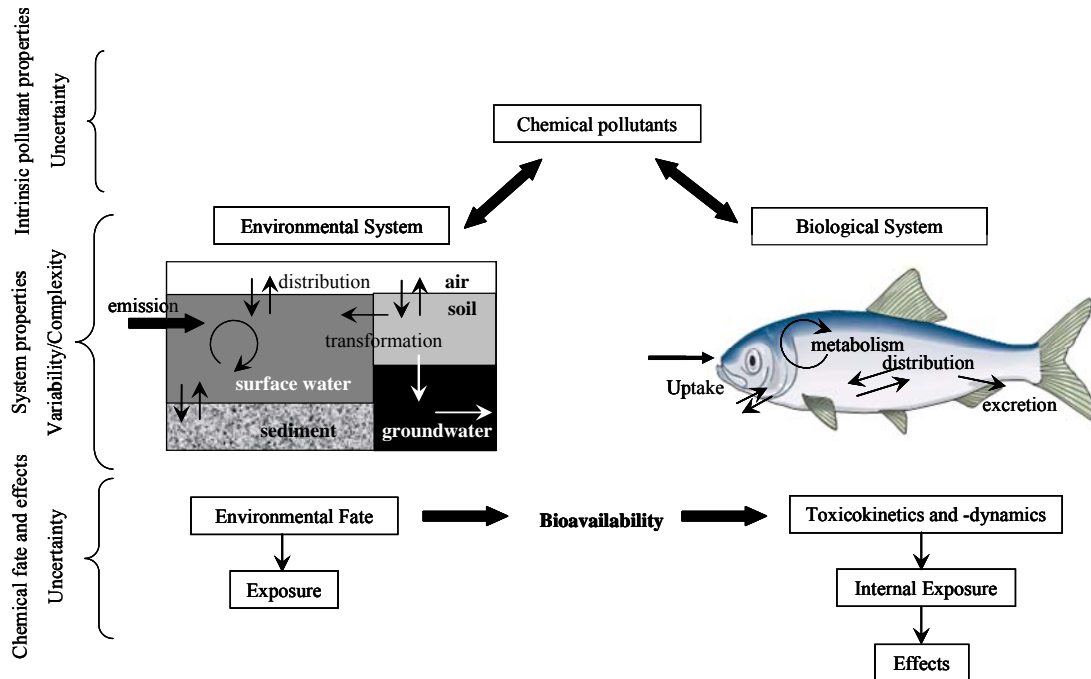 Intrinsic pollutant properties
Uncertainty
Chemical pollutants
System properties
Variability/Complexity
Environmental System
Biological System
distribution
air
emission
soil
transformation
surface water
sediment
groundwater
metabolism
distribution
Uptake
excretion
Chemical fate and effects
Uncertainty
Environmental Fate
Bioavailability
Toxicokinetics and -dynamics
Exposure
Internal Exposure
Effects